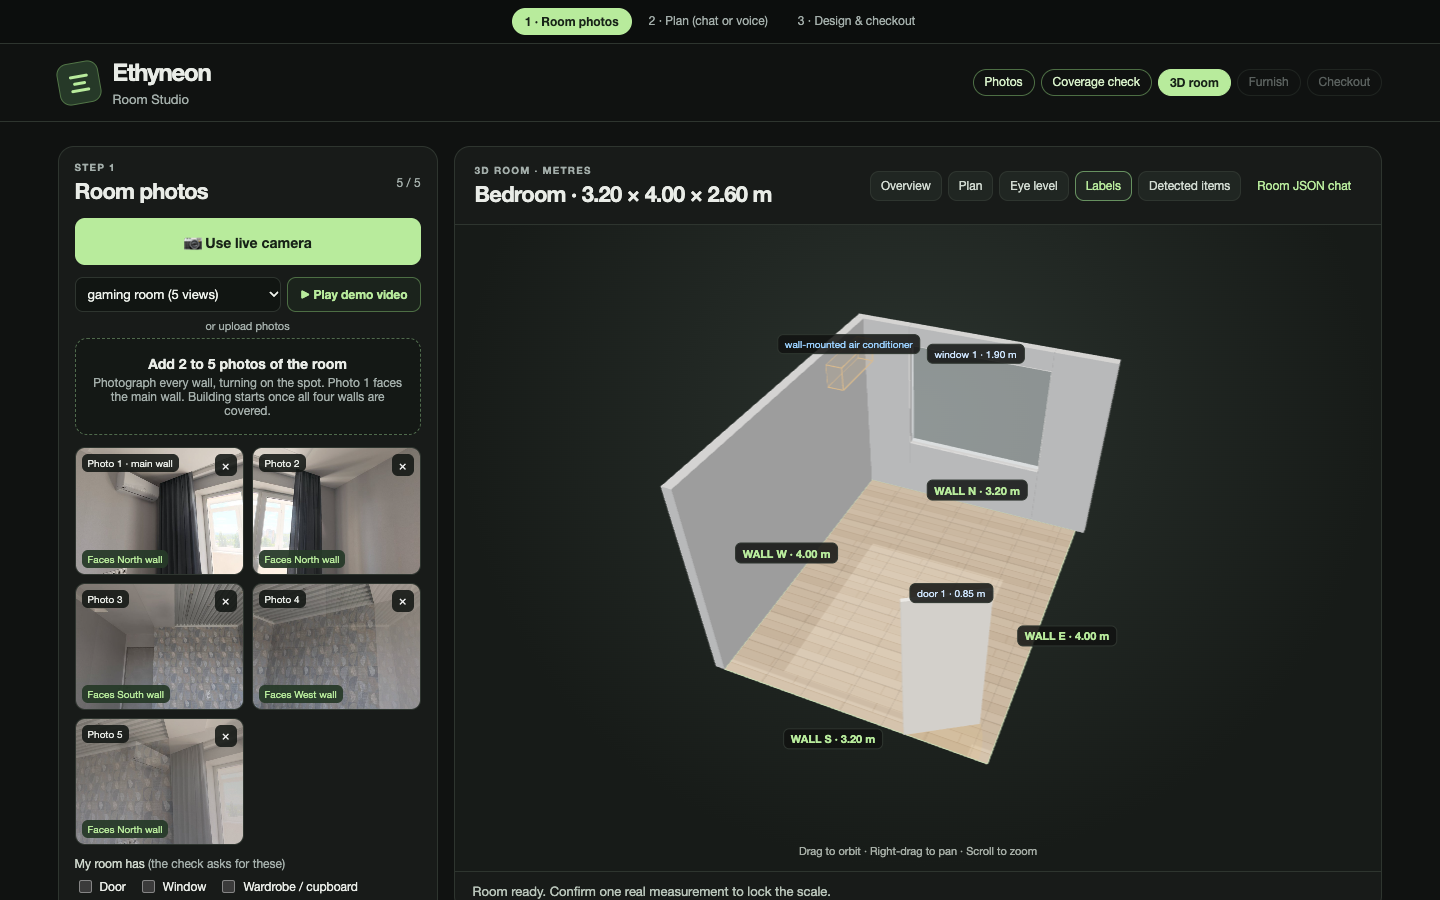 1 · Room photos
2 · Plan (chat or voice)
3 · Design & checkout
Ethyneon
Room Studio
Photos
Coverage check
3D room
Furnish
Checkout
STEP 1
Room photos
5 / 5
Use live camera
gaming room (5 views)
Play demo video
or upload photos
Add 2 to 5 photos of the room
Photograph every wall, turning on the spot. Photo 1 faces
the main wall. Building starts once all four walls are
covered.
Photo 1 · main wall
×
Faces North wall
Photo 2
×
Faces North wall
Photo 3
×
Faces South wall
Photo 4
×
Faces West wall
Photo 5
×
Faces North wall
My room has (the check asks for these)
Door
Window
Wardrobe / cupboard
3D ROOM · METRES
Bedroom · 3.20 × 4.00 × 2.60 m
Overview
Plan
Eye level
Labels
Detected items
Room JSON chat
wall-mounted air conditioner
window 1 · 1.90 m
WALL N · 3.20 m
WALL W · 4.00 m
door 1 · 0.85 m
WALL E · 4.00 m
WALL S · 3.20 m
Drag to orbit · Right-drag to pan · Scroll to zoom
Room ready. Confirm one real measurement to lock the scale.